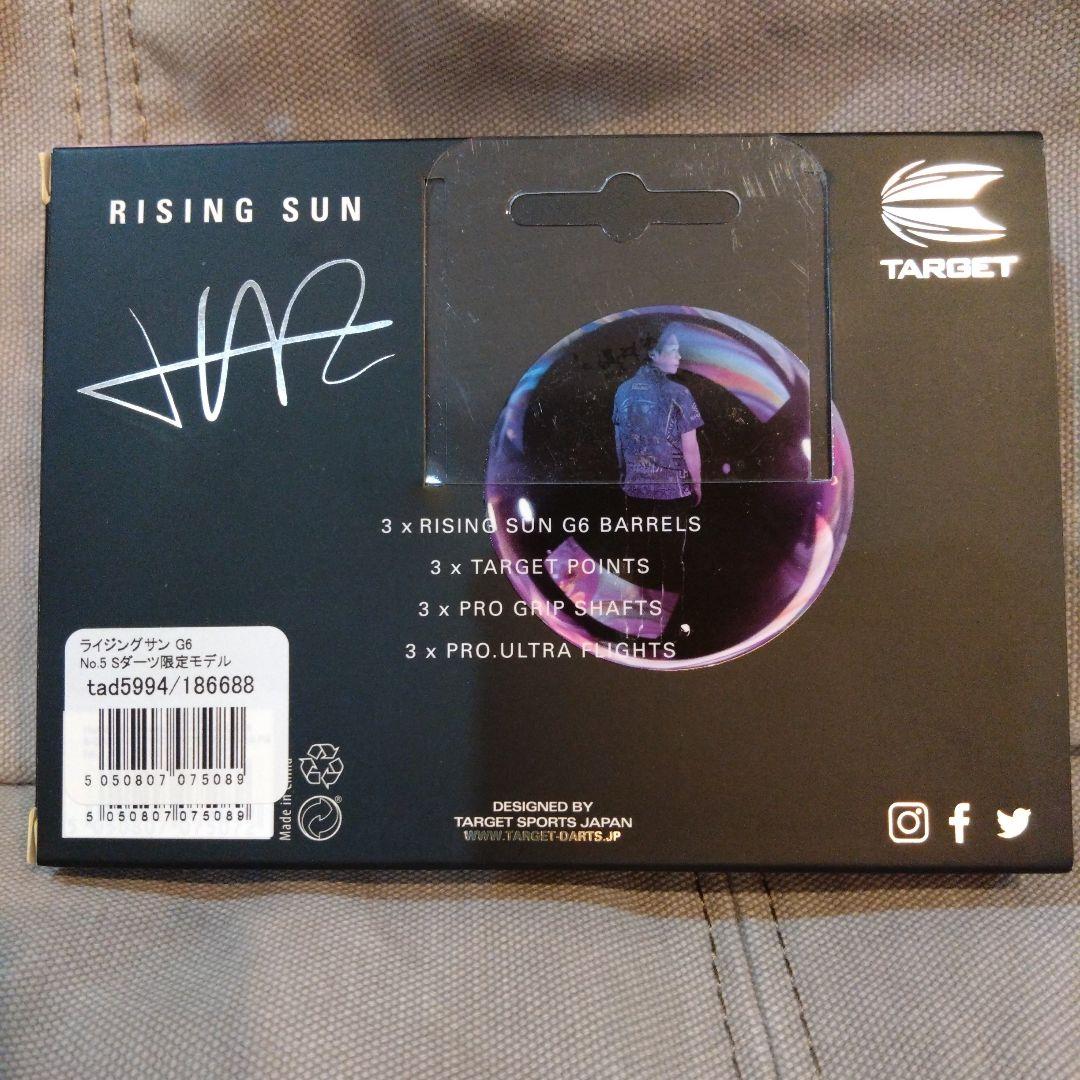 RISING SUN
TARGET
3 x RISING SUN G6 BARRELS
3 x TARGET POINTS
3 x PRO GRIP SHAFTS
3 x PRO.ULTRA FLIGHTS
ライジングサン G6
No.5 Sダーツ限定モデル
tad5994/186688
5 050807 075089
5 050807 075089
Made in China
DESIGNED BY
TARGET SPORTS JAPAN
WWW.TARGET-DARTS.JP